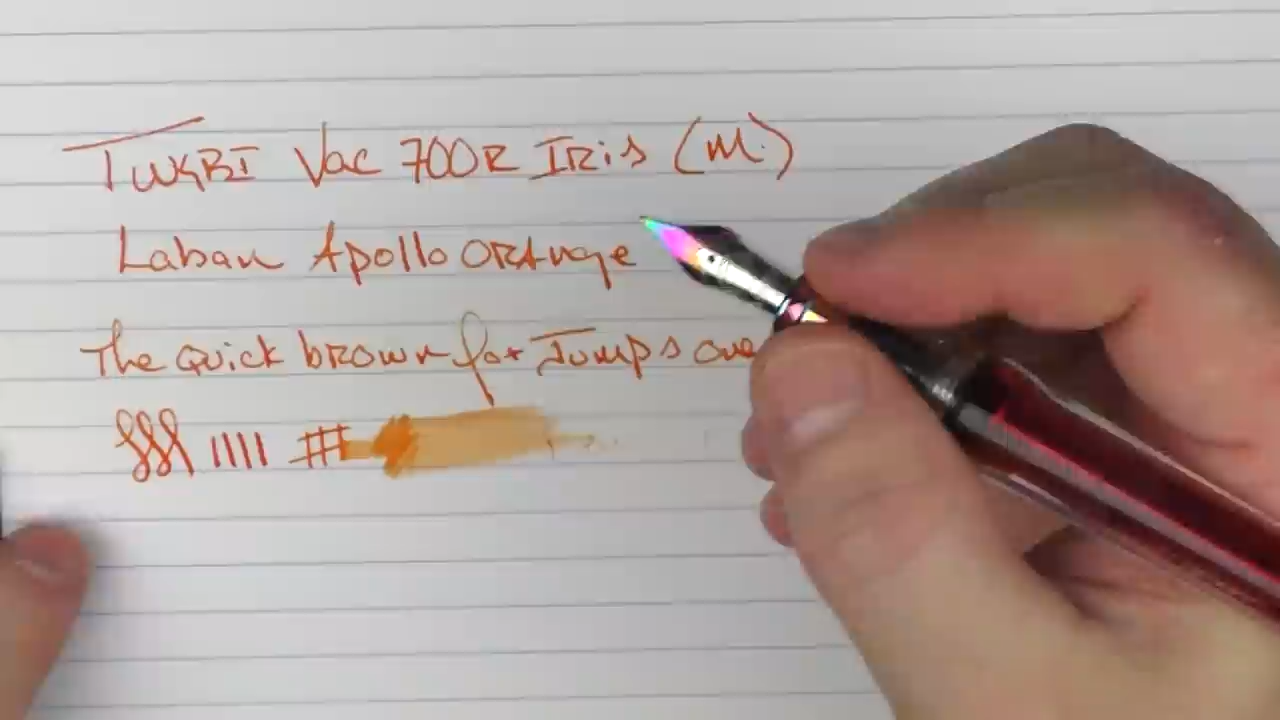 TWSBI Vac 700R IRis (M.)
Laban Apollo ORAnge
The Quick bROWN fox Jumps ove